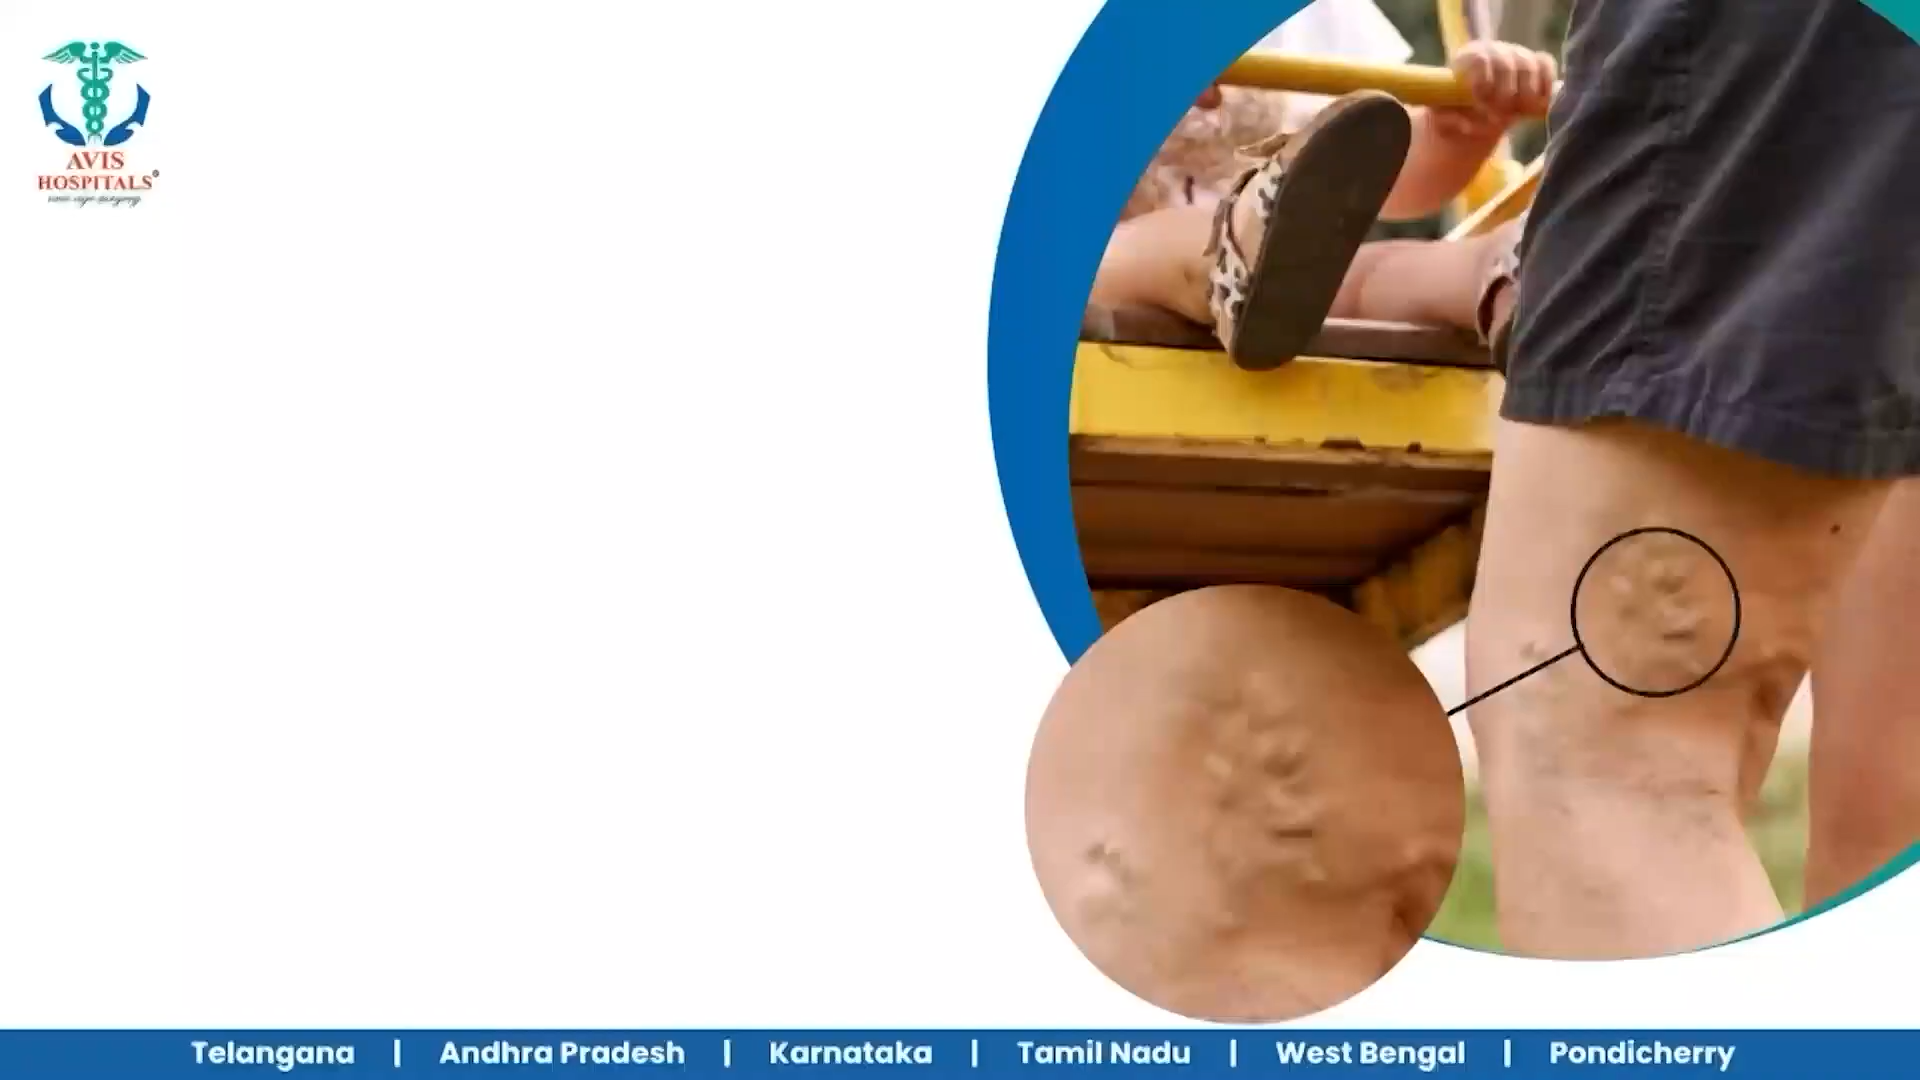 AVIS
HOSPITALS®
Telangana | Andhra Pradesh | Karnataka | Tamil Nadu | West Bengal | Pondicherry